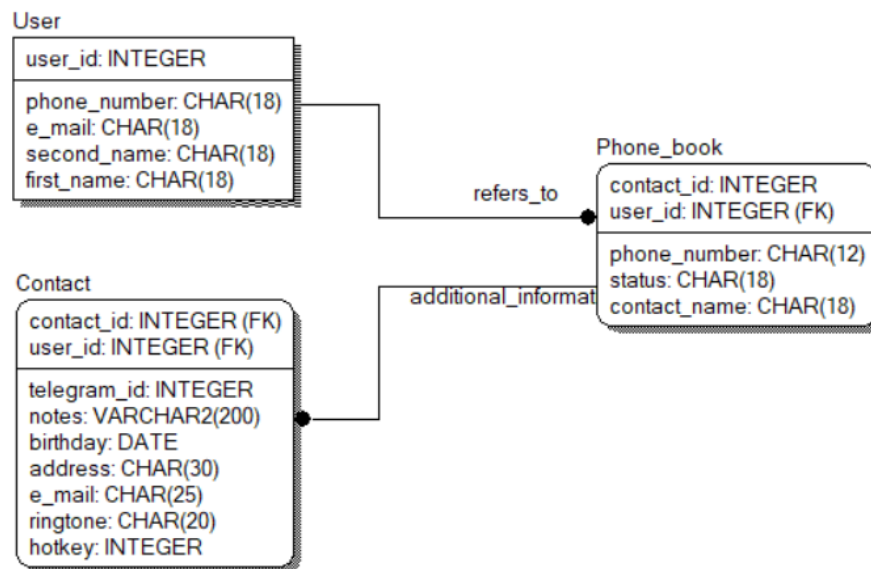 User
user_id: INTEGER
phone_number: CHAR(18)
e_mail: CHAR(18)
second_name: CHAR(18)
first_name: CHAR(18)
refers_to
Phone_book
contact_id: INTEGER
user_id: INTEGER (FK)
phone_number: CHAR(12)
status: CHAR(18)
contact_name: CHAR(18)
additional_informat
Contact
contact_id: INTEGER (FK)
user_id: INTEGER (FK)
telegram_id: INTEGER
notes: VARCHAR2(200)
birthday: DATE
address: CHAR(30)
e_mail: CHAR(25)
ringtone: CHAR(20)
hotkey: INTEGER